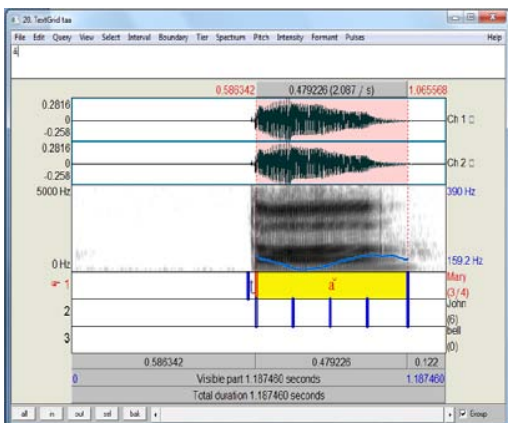 20. TextGrid taa
File Edit Query View Select Interval Boundary Tier Spectrum Pitch Intensity Formant Pulses Help
0.586342 0.479226 (2.087 / s) 1.065568
0.2816
0
-0.258
Ch 1
0.2816
0
-0.258
Ch 2
5000 Hz 390 Hz
0 Hz 159.2 Hz
1 t Mary
(3/4)
2 John
(6)
3 bell
(0)
0.586342 0.479226 0.122
0 Visible part 1.187460 seconds 1.187460
Total duration 1.187460 seconds
all in out sel bak Group